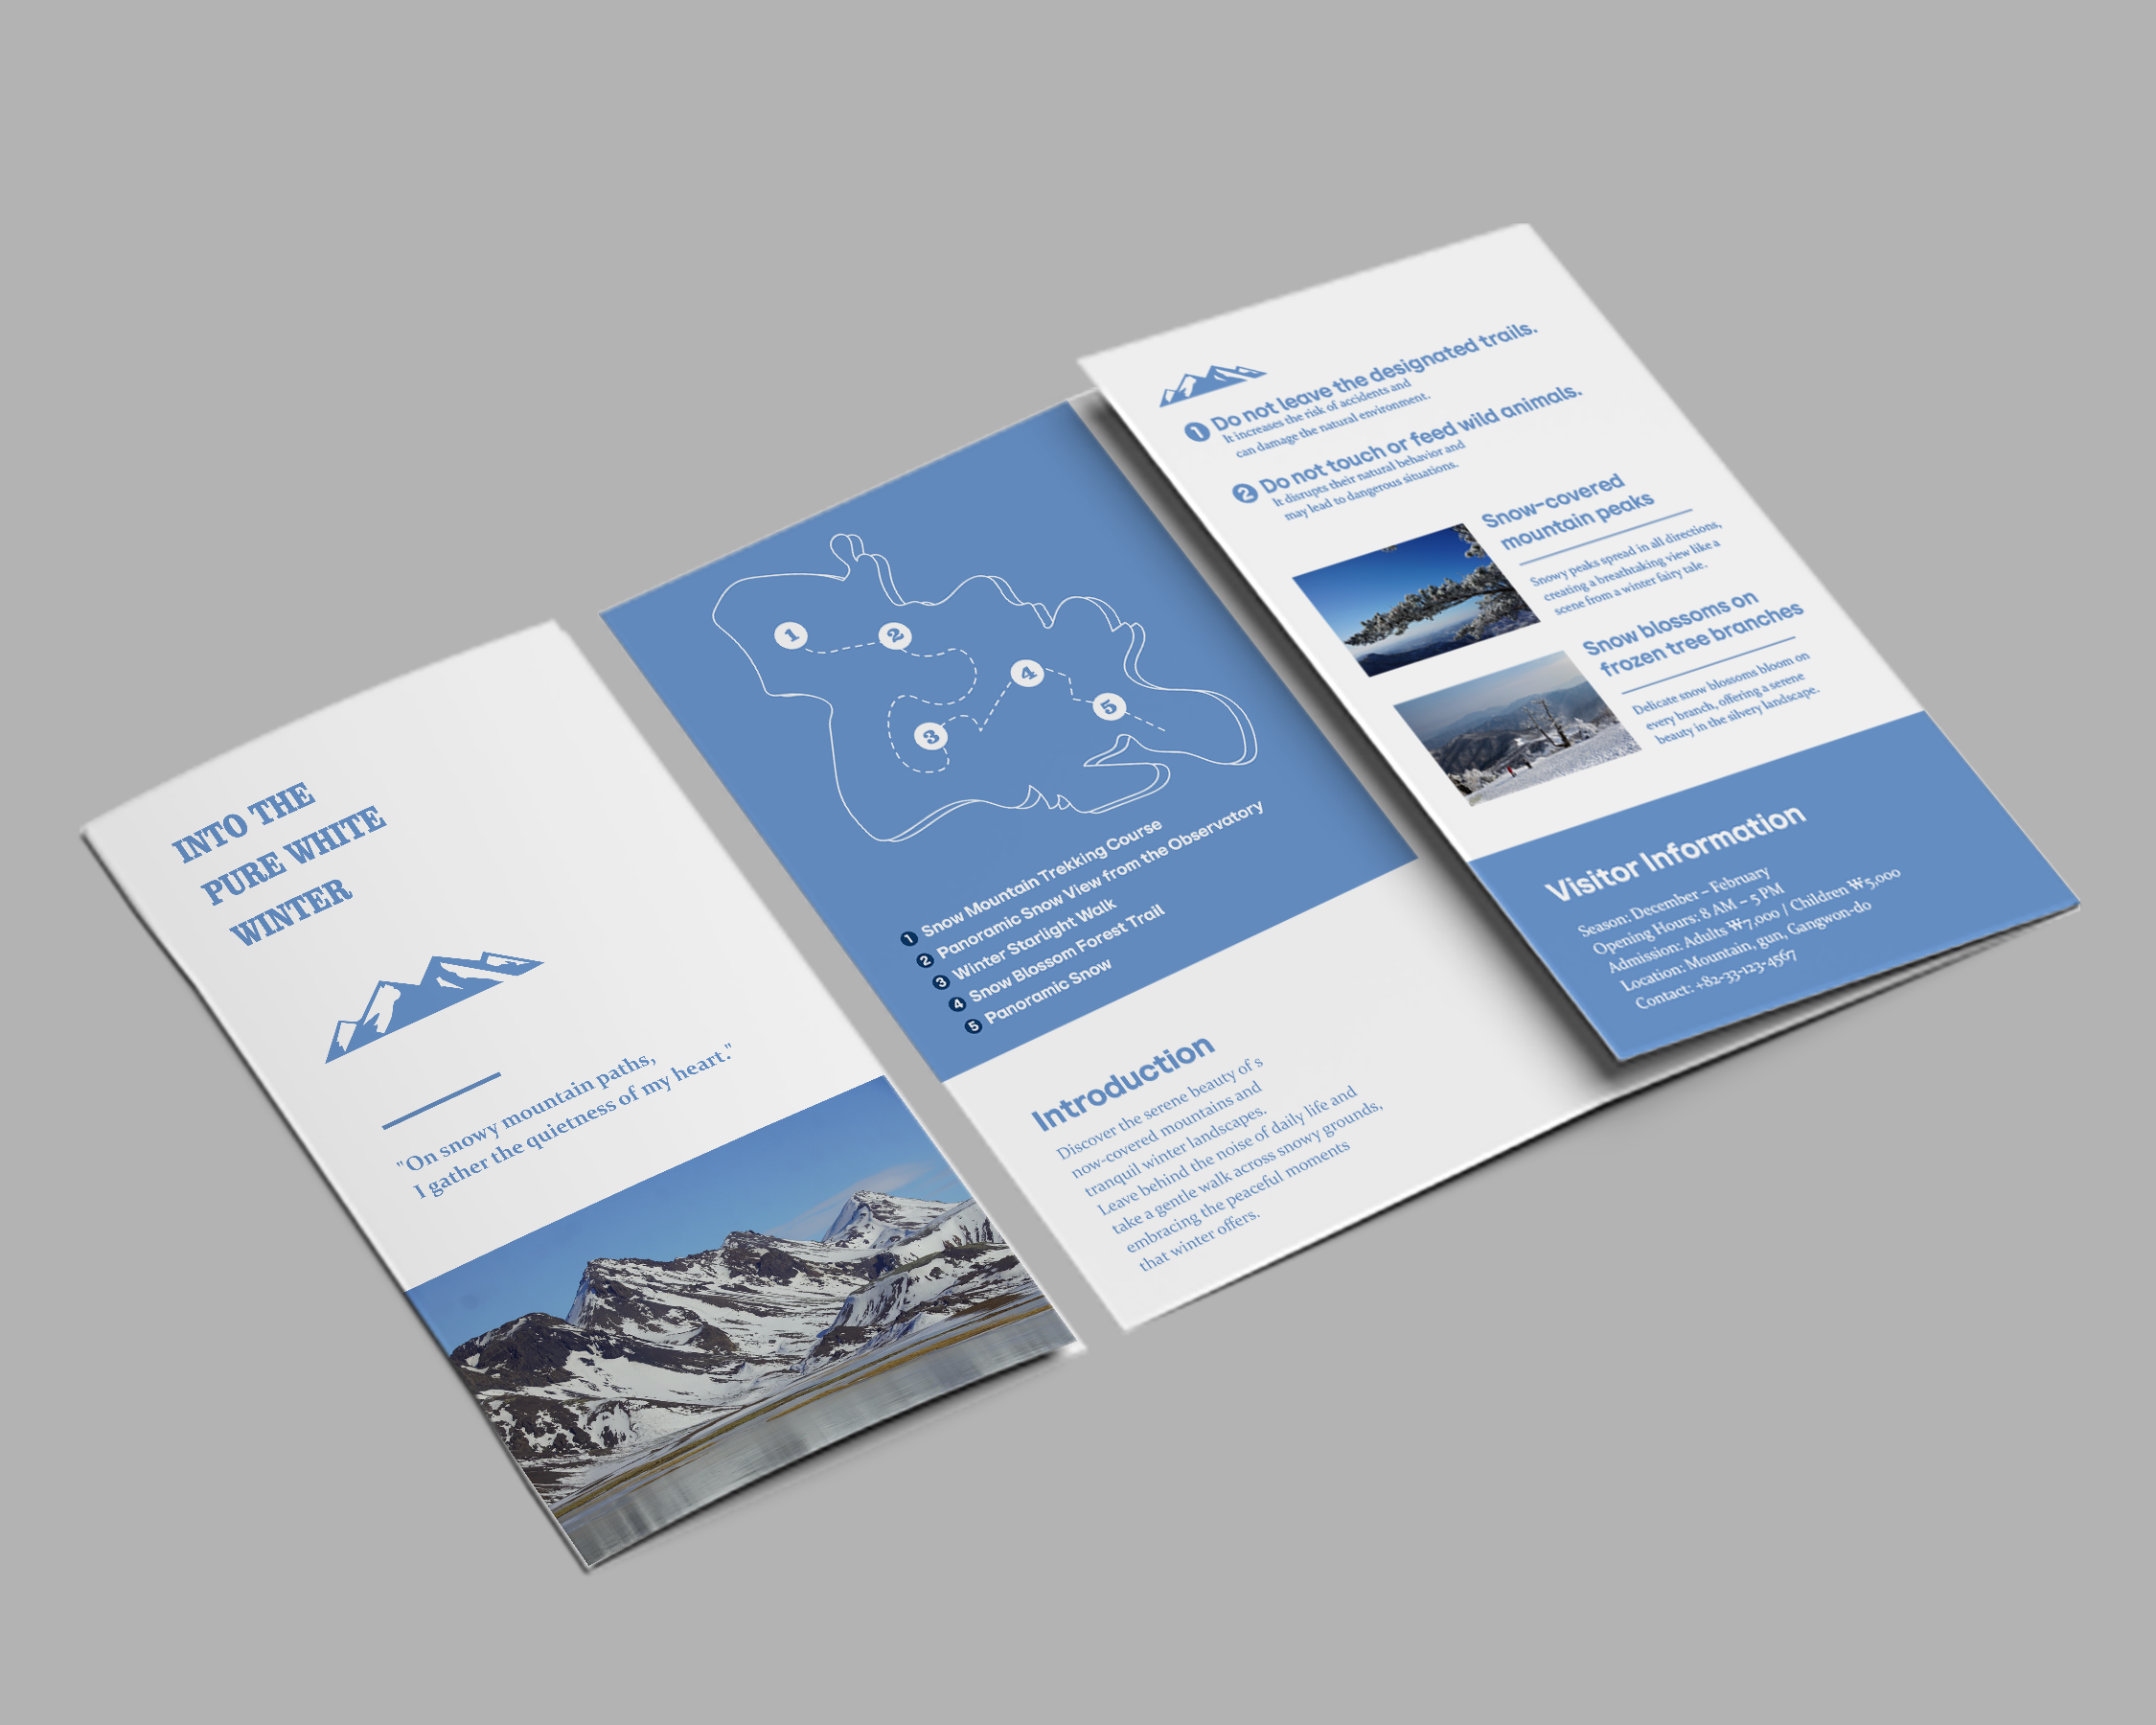 INTO THE
PURE WHITE
WINTER
"On snowy mountain paths,
I gather the quietness of my heart."
1
2
3
4
5
1 Snow Mountain Trekking Course
2 Panoramic Snow View from the Observatory
3 Winter Starlight Walk
4 Snow Blossom Forest Trail
5 Panoramic Snow
Introduction
Discover the serene beauty of s
now-covered mountains and
tranquil winter landscapes.
Leave behind the noise of daily life and
take a gentle walk across snowy grounds,
embracing the peaceful moments
that winter offers.
1 Do not leave the designated trails.
It increases the risk of accidents and
can damage the natural environment.
2 Do not touch or feed wild animals.
It disrupts their natural behavior and
may lead to dangerous situations.
Snow-covered
mountain peaks
Snowy peaks spread in all directions,
creating a breathtaking view like a
scene from a winter fairy tale.
Snow blossoms on
frozen tree branches
Delicate snow blossoms bloom on
every branch, offering a serene
beauty in the silvery landscape.
Visitor Information
Season: December – February
Opening Hours: 8 AM – 5 PM
Admission: Adults ₩7,000 / Children ₩5,000
Location: Mountain, gun, Gangwon-do
Contact: +82-33-123-4567